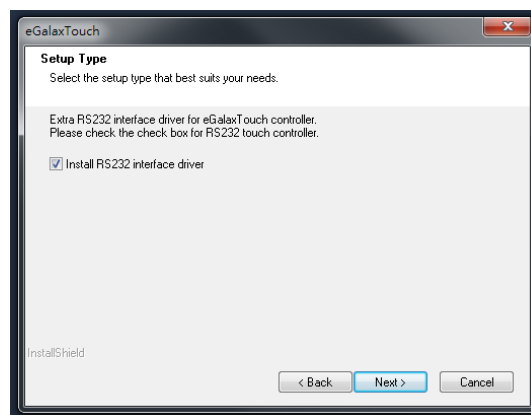 eGalaxTouch
Setup Type
Select the setup type that best suits your needs.
Extra RS232 interface driver for eGalaxTouch controller.
Please check the check box for RS232 touch controller.
Install RS232 interface driver
InstallShield
< Back Next > Cancel